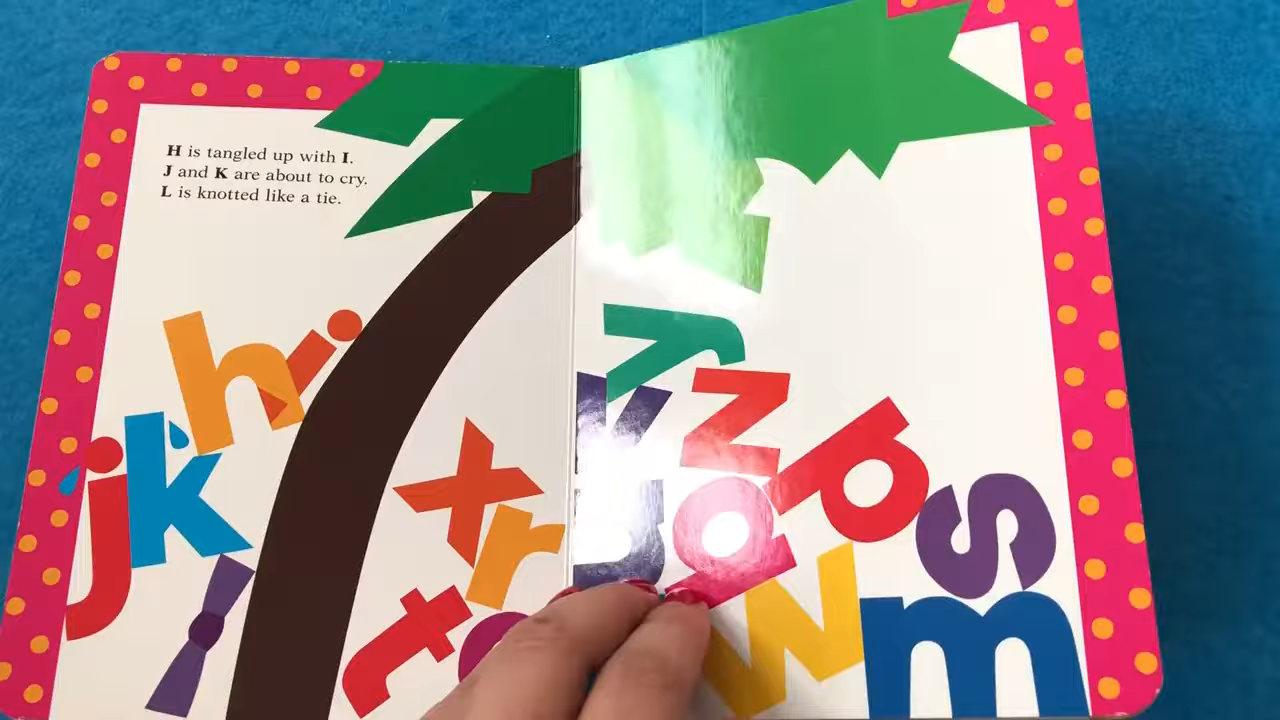 H is tangled up with I.
J and K are about to cry.
L is knotted like a tie.
h i
j k
y
z
p
x
r
s
t
w
m